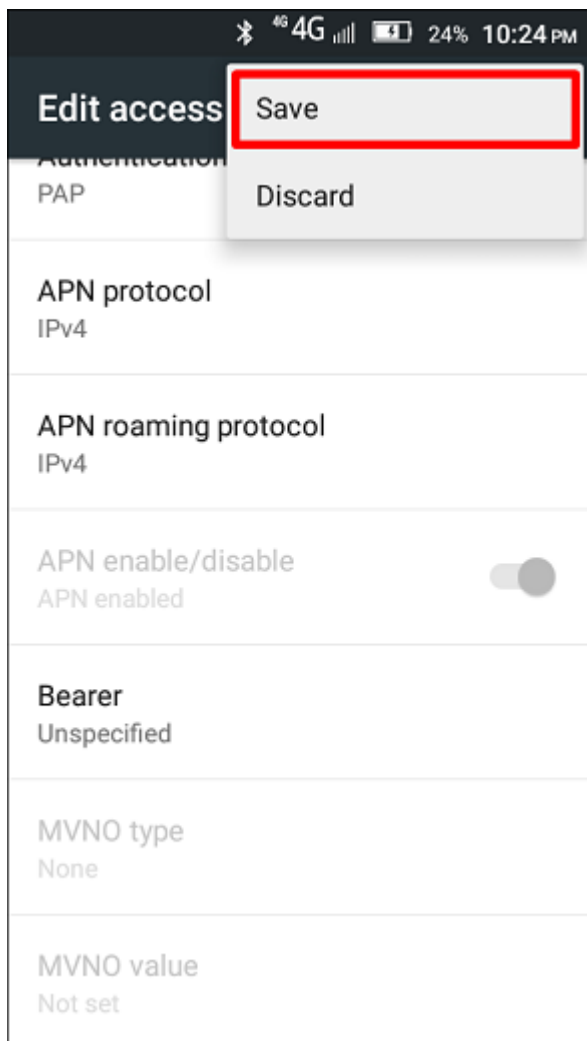 4G 4G 24% 10:24 PM
Edit access
Save
Discard
Authentication
PAP
APN protocol
IPv4
APN roaming protocol
IPv4
APN enable/disable
APN enabled
Bearer
Unspecified
MVNO type
None
MVNO value
Not set